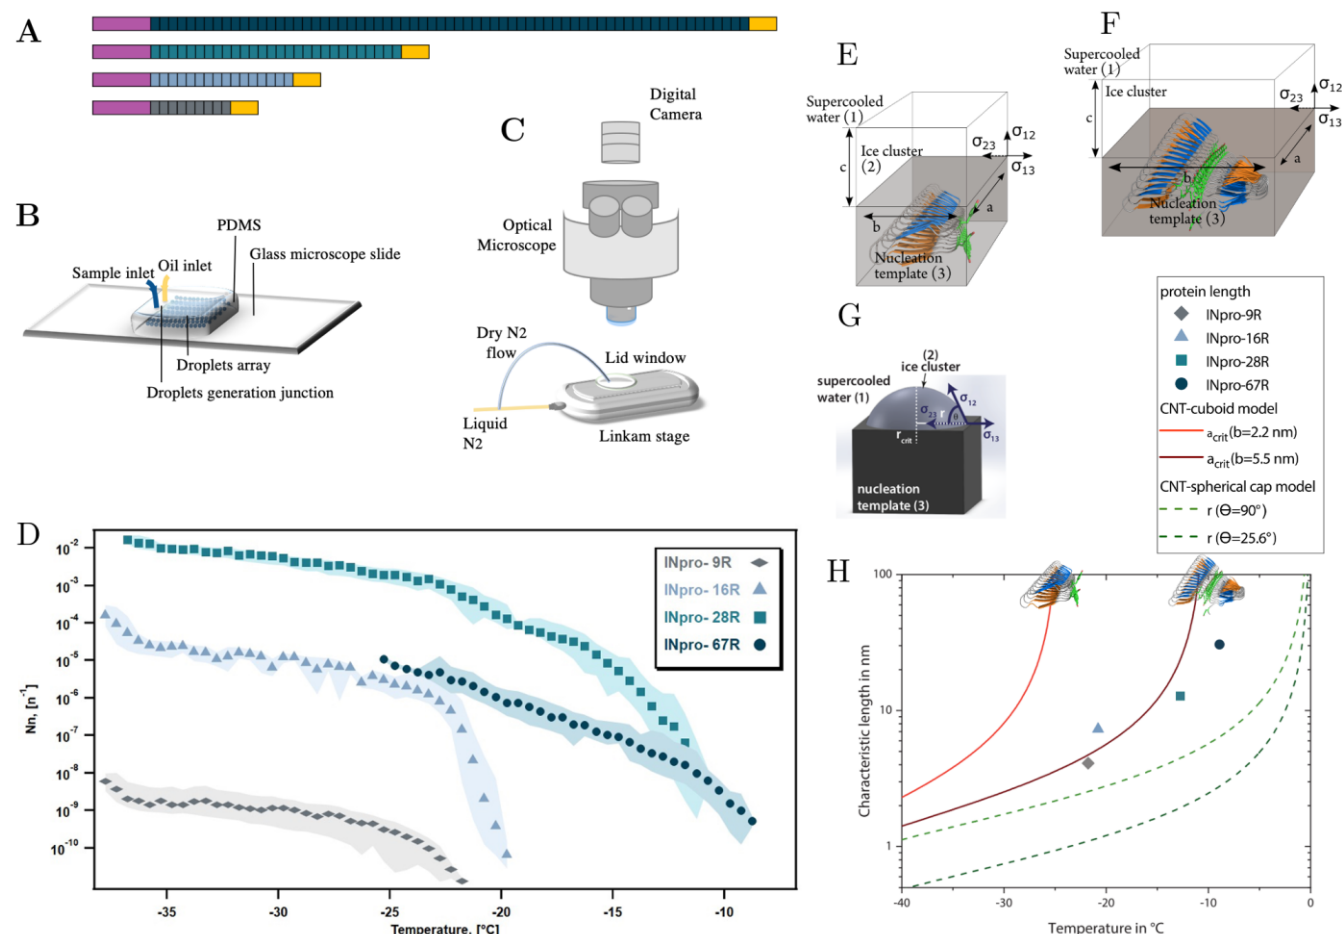 A
B
PDMS
Oil inlet
Sample inlet
Glass microscope slide
Droplets array
Droplets generation junction
C
Digital
Camera
Optical
Microscope
Dry N2
flow
Lid window
Liquid
N2
Linkam stage
E
Supercooled
water (1)
Ice cluster
(2)
c
σ23
σ12
σ13
a
b
Nucleation
template (3)
F
Supercooled
water (1)
Ice cluster
c
σ23
σ12
σ13
a
b
Nucleation
template (3)
G
(2)
ice cluster
supercooled
water (1)
σ12
σ23
r
θ
σ13
rcrit
nucleation
template (3)
protein length
INpro-9R
INpro-16R
INpro-28R
INpro-67R
CNT-cuboid model
acrit(b=2.2 nm)
acrit(b=5.5 nm)
CNT-spherical cap model
r (Θ=90°)
r (Θ=25.6°)
D
Nn, [n-1]
10-2
10-3
10-4
10-5
10-6
10-7
10-8
10-9
10-10
INpro- 9R
INpro- 16R
INpro- 28R
INpro- 67R
-35
-30
-25
-20
-15
-10
Temperature, [°C]
H
Characteristic length in nm
100
10
1
-40
-30
-20
-10
0
Temperature in °C